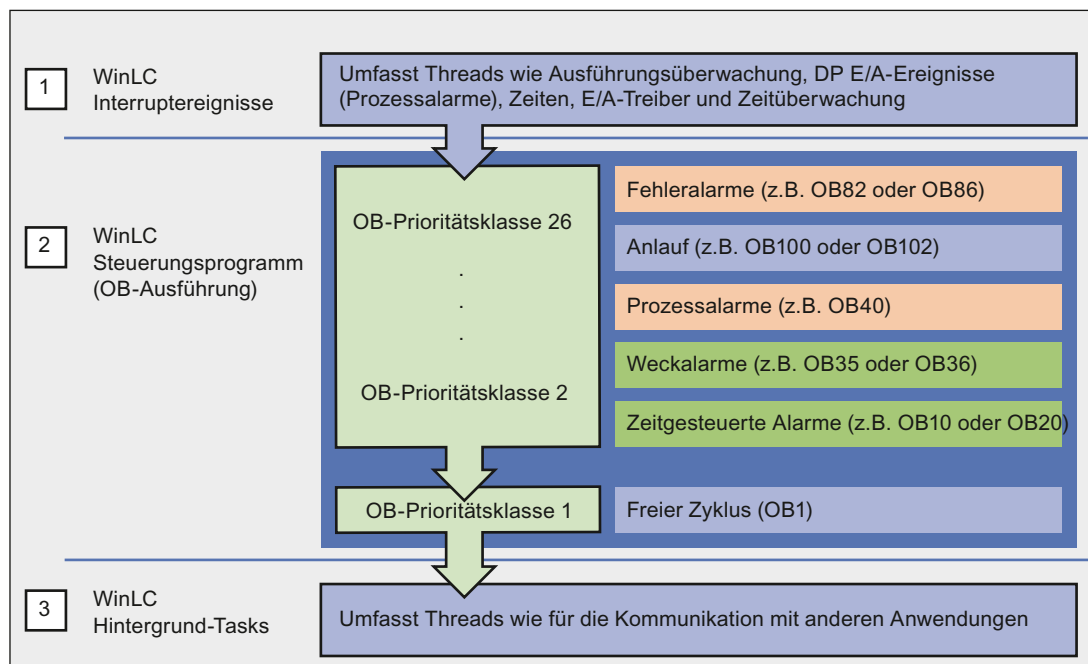 1
WinLC
Interruptereignisse
Umfasst Threads wie Ausführungsüberwachung, DP E/A-Ereignisse
(Prozessalarme), Zeiten, E/A-Treiber und Zeitüberwachung
2
WinLC
Steuerungsprogramm
(OB-Ausführung)
OB-Prioritätsklasse 26
.
.
.
OB-Prioritätsklasse 2
OB-Prioritätsklasse 1
Fehleralarme (z.B. OB82 oder OB86)
Anlauf (z.B. OB100 oder OB102)
Prozessalarme (z.B. OB40)
Weckalarme (z.B. OB35 oder OB36)
Zeitgesteuerte Alarme (z.B. OB10 oder OB20)
Freier Zyklus (OB1)
3
WinLC
Hintergrund-Tasks
Umfasst Threads wie für die Kommunikation mit anderen Anwendungen